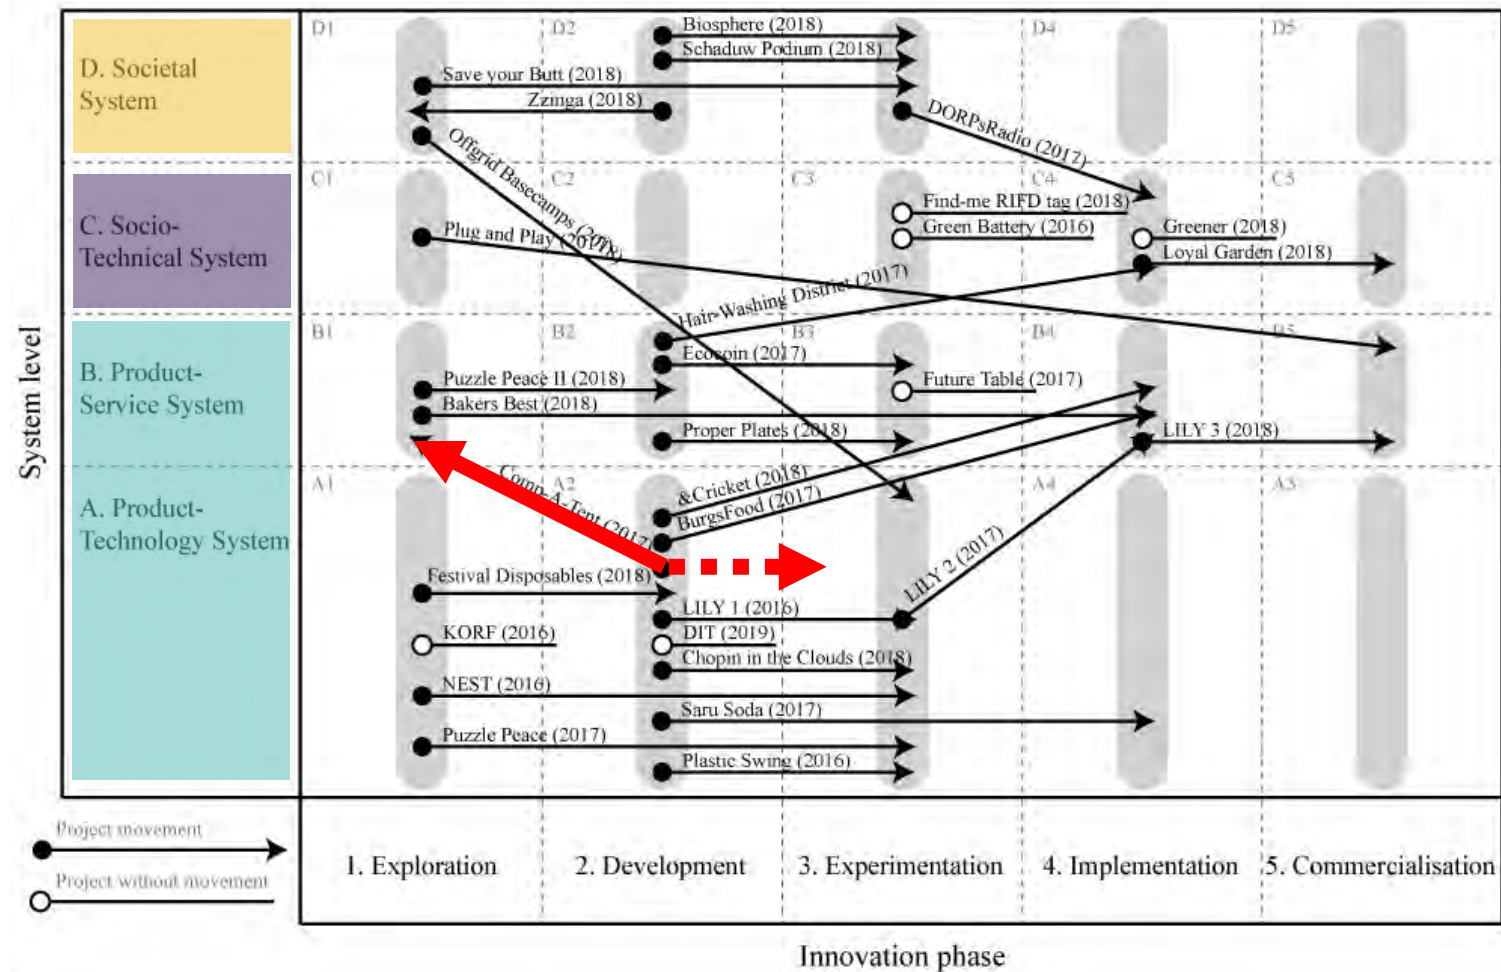 D1
D2
Biosphere (2018)
D4
D5
Schaduw Podium (2018)
D. Societal
System
Save your Butt (2018)
Zzinga (2018)
DORPsRadio (2017)
Offgrid Basecamps (2018)
C1
C2
C3
C4
C5
C. Socio-
Technical System
Find-me RIFD tag (2018)
Plug and Play (2017)
Green Battery (2016)
Greener (2018)
Loyal Garden (2018)
Hair-Washing District (2017)
B1
B2
B3
B4
B5
System level
B. Product-
Service System
Ecocoin (2017)
Puzzle Peace II (2018)
Future Table (2017)
Bakers Best (2018)
Proper Plates (2018)
LILY 3 (2018)
A1
A2
A4
A. Product-
Technology System
Comp-A-Tent (2017)
&Cricket (2018)
BurgsFood (2017)
Festival Disposables (2018)
LILY 2 (2017)
LILY 1 (2016)
KORF (2016)
DIT (2019)
Chopin in the Clouds (2018)
NEST (2016)
Saru Soda (2017)
Puzzle Peace (2017)
Plastic Swing (2016)
Project movement
Project without movement
1. Exploration
2. Development
3. Experimentation
4. Implementation
5. Commercialisation
Innovation phase